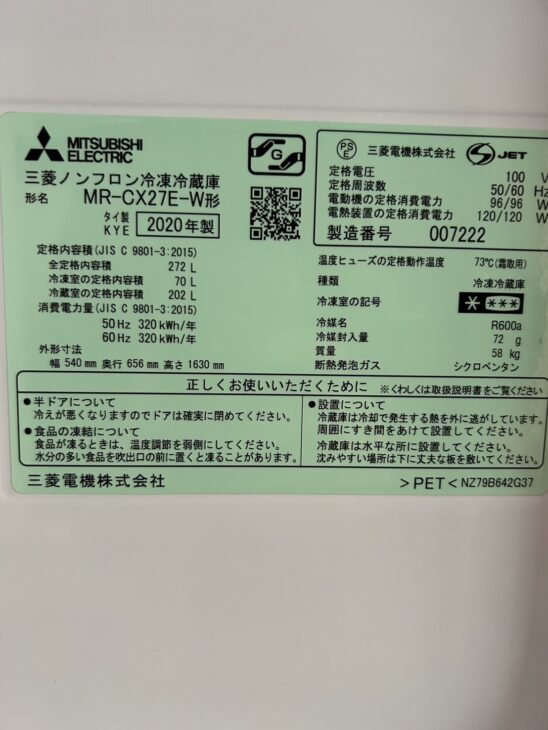 MITSUBISHI
ELECTRIC
G
三菱ノンフロン冷凍冷蔵庫
形名 MR-CX27E-W形
タイ製
KYE 2020年製
定格内容積(JIS C 9801-3:2015)
全定格内容積 272 L
冷凍室の定格内容積 70 L
冷蔵室の定格内容積 202 L
消費電力量(JIS C 9801-3:2015)
50 Hz 320 kWh/年
60 Hz 320 kWh/年
外形寸法
幅 540 mm 奥行 656 mm 高さ 1630 mm
PS
E 三菱電機株式会社 S JET
定格電圧 100 V
定格周波数 50/60 Hz
電動機の定格消費電力 96/96 W
電熱装置の定格消費電力 120/120 W
製造番号 007222
温度ヒューズの定格動作温度 73℃(霜取用)
種類 冷凍冷蔵庫
冷凍室の記号 * ***
冷媒名 R600a
冷媒封入量 72 g
質量 58 kg
断熱発泡ガス シクロペンタン
正しくお使いいただくために ※くわしくは取扱説明書をご覧ください
●半ドアについて
冷えが悪くなりますのでドアは確実に閉めてください。
●食品の凍結について
食品が凍るときは、温度調節を弱側にしてください。
水分の多い食品を吹出口の前に置くと凍ることがあります。
●設置について
冷蔵庫は冷却で発生する熱を外に逃がしています。
周囲にすき間をあけて設置してください。
冷蔵庫は水平な所に設置してください。
沈みやすい場所は下に丈夫な板を敷いてください。
三菱電機株式会社 >PET< NZ79B642G37